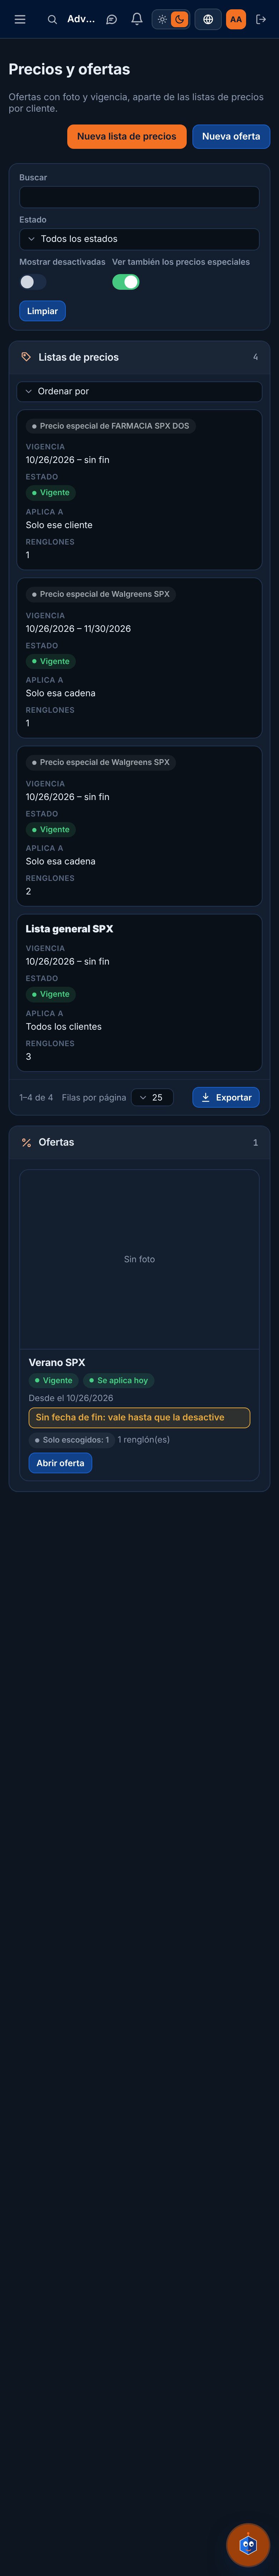 Adv...
AA
Precios y ofertas
Ofertas con foto y vigencia, aparte de las listas de precios
por cliente.
Nueva lista de precios
Nueva oferta
Buscar
Estado
Todos los estados
Mostrar desactivadas
Ver también los precios especiales
Limpiar
Listas de precios
4
Ordenar por
Precio especial de FARMACIA SPX DOS
VIGENCIA
10/26/2026 – sin fin
ESTADO
Vigente
APLICA A
Solo ese cliente
RENGLONES
1
Precio especial de Walgreens SPX
VIGENCIA
10/26/2026 – 11/30/2026
ESTADO
Vigente
APLICA A
Solo esa cadena
RENGLONES
1
Precio especial de Walgreens SPX
VIGENCIA
10/26/2026 – sin fin
ESTADO
Vigente
APLICA A
Solo esa cadena
RENGLONES
2
Lista general SPX
VIGENCIA
10/26/2026 – sin fin
ESTADO
Vigente
APLICA A
Todos los clientes
RENGLONES
3
1–4 de 4
Filas por página
25
Exportar
Ofertas
1
Sin foto
Verano SPX
Vigente
Se aplica hoy
Desde el 10/26/2026
Sin fecha de fin: vale hasta que la desactive
Solo escogidos: 1
1 renglón(es)
Abrir oferta